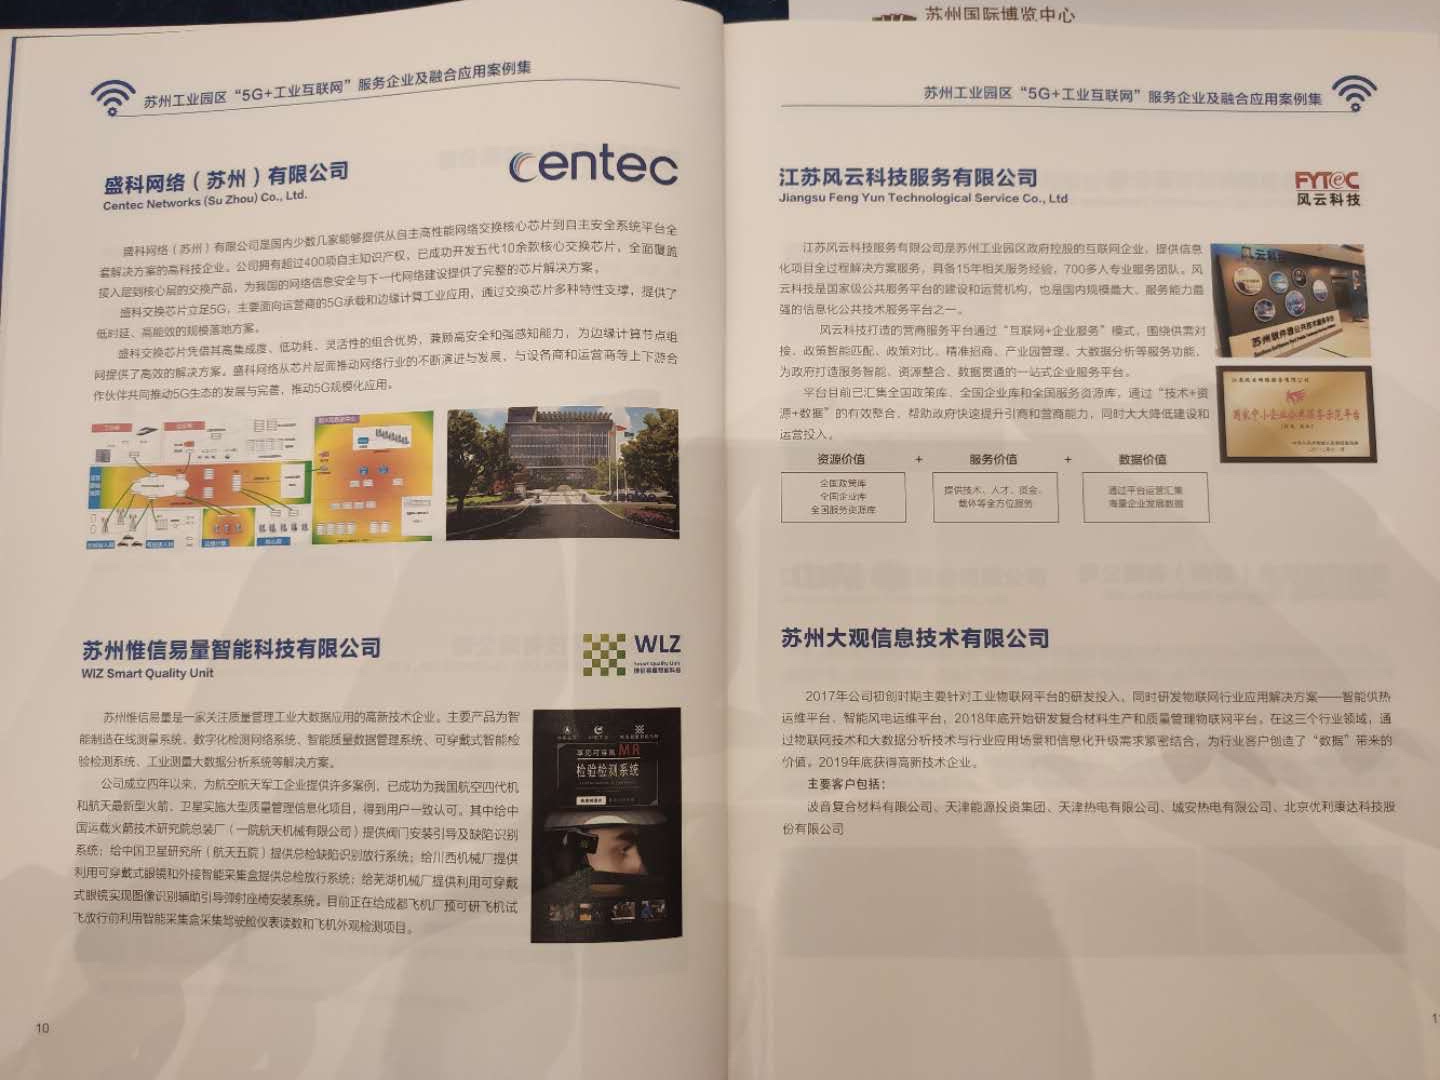 苏州国际博览中心
苏州工业园区“5G+工业互联网”服务企业及融合应用案例集
盛科网络（苏州）有限公司
Centec Networks (Su Zhou) Co., Ltd.
centec
盛科网络（苏州）有限公司是国内少数几家能够提供从自主高性能网络交换核心芯片到自主安全系统平台全
套解决方案的高科技企业。公司拥有超过400项自主知识产权，已成功开发五代10余款核心交换芯片，全面覆盖
接入层到核心层的交换产品，为我国的网络信息安全与下一代网络建设提供了完整的芯片解决方案。
盛科交换芯片立足5G，主要面向运营商的5G承载和边缘计算工业应用，通过交换芯片多种特性支撑，提供了
低时延、高能效的规模落地方案。
盛科交换芯片凭借其高集成度、低功耗、灵活性的组合优势，兼顾高安全和强感知能力，为边缘计算节点组
网提供了高效的解决方案。盛科网络从芯片层面推动网络行业的不断演进与发展，与设备商和运营商等上下游合
作伙伴共同推动5G生态的发展与完善，推动5G规模化应用。
centec
苏州惟信易量智能科技有限公司
WIZ Smart Quality Unit
WLZ
Smart Quality Unit
惟信易量智能科技
苏州惟信易量是一家关注质量管理工业大数据应用的高新技术企业。主要产品为智
能制造在线测量系统、数字化检测网络系统、智能质量数据管理系统、可穿戴式智能检
验检测系统、工业测量大数据分析系统等解决方案。
公司成立四年以来，为航空航天军工企业提供许多案例，已成功为我国航空四代机
和航天最新型火箭、卫星实施大型质量管理信息化项目，得到用户一致认可。其中给中
国运载火箭技术研究院总装厂（一院航天机械有限公司）提供阀门安装引导及缺陷识别
系统；给中国卫星研究所（航天五院）提供总检缺陷识别放行系统；给川西机械厂提供
利用可穿戴式眼镜和外接智能采集盒提供总检放行系统；给芜湖机械厂提供利用可穿戴
式眼镜实现图像识别辅助引导弹射座椅安装系统。目前正在给成都飞机厂预可研飞机试
飞放行前利用智能采集盒采集驾驶舱仪表读数和飞机外观检测项目。
所见可得派 MR
检验检测系统
10
苏州工业园区“5G+工业互联网”服务企业及融合应用案例集
江苏风云科技服务有限公司
Jiangsu Feng Yun Technological Service Co., Ltd
FYTEC
风云科技
江苏风云科技服务有限公司是苏州工业园区政府控股的互联网企业，提供信息
化项目全过程解决方案服务，具备15年相关服务经验，700多人专业服务团队。风
云科技是国家级公共服务平台的建设和运营机构，也是国内规模最大、服务能力最
强的信息化公共技术服务平台之一。
风云科技打造的营商服务平台通过“互联网+企业服务”模式，围绕供需对
接、政策智能匹配、政策对比、精准招商、产业园管理、大数据分析等服务功能，
为政府打造服务智能、资源整合、数据贯通的一站式企业服务平台。
平台目前已汇集全国政策库、全国企业库和全国服务资源库，通过“技术+资
源+数据”的有效整合，帮助政府快速提升引商和营商能力，同时大大降低建设和
运营投入。
风云科技
苏州软件园公共技术服务平台
国家中小企业公共服务示范平台
资源价值 + 服务价值 + 数据价值
全国政策库
全国企业库
全国服务资源库
提供技术、人才、资金、
载体等全方位服务
通过平台运营汇集
海量企业发展数据
苏州大观信息技术有限公司
2017年公司初创时期主要针对工业物联网平台的研发投入，同时研发物联网行业应用解决方案——智能供热
运维平台、智能风电运维平台，2018年底开始研发复合材料生产和质量管理物联网平台，在这三个行业领域，通
过物联网技术和大数据分析技术与行业应用场景和信息化升级需求紧密结合，为行业客户创造了“数据”带来的
价值。2019年底获得高新技术企业。
主要客户包括：
波音复合材料有限公司、天津能源投资集团、天津热电有限公司、城安热电有限公司、北京优利康达科技股
份有限公司